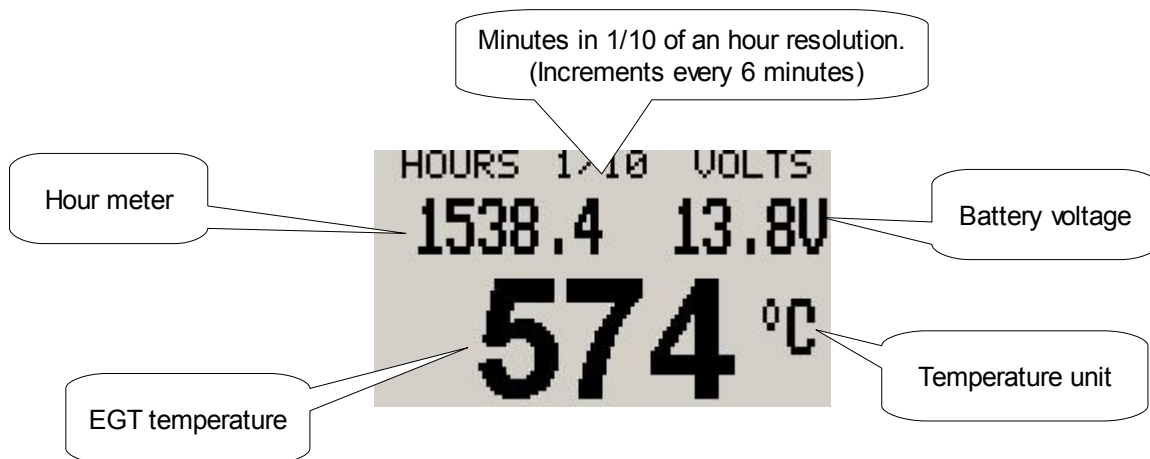 Minutes in 1/10 of an hour resolution.
(Increments every 6 minutes)
HOURS 1/10 VOLTS
Hour meter
1538.4 13.8V
Battery voltage
574 ºC
Temperature unit
EGT temperature